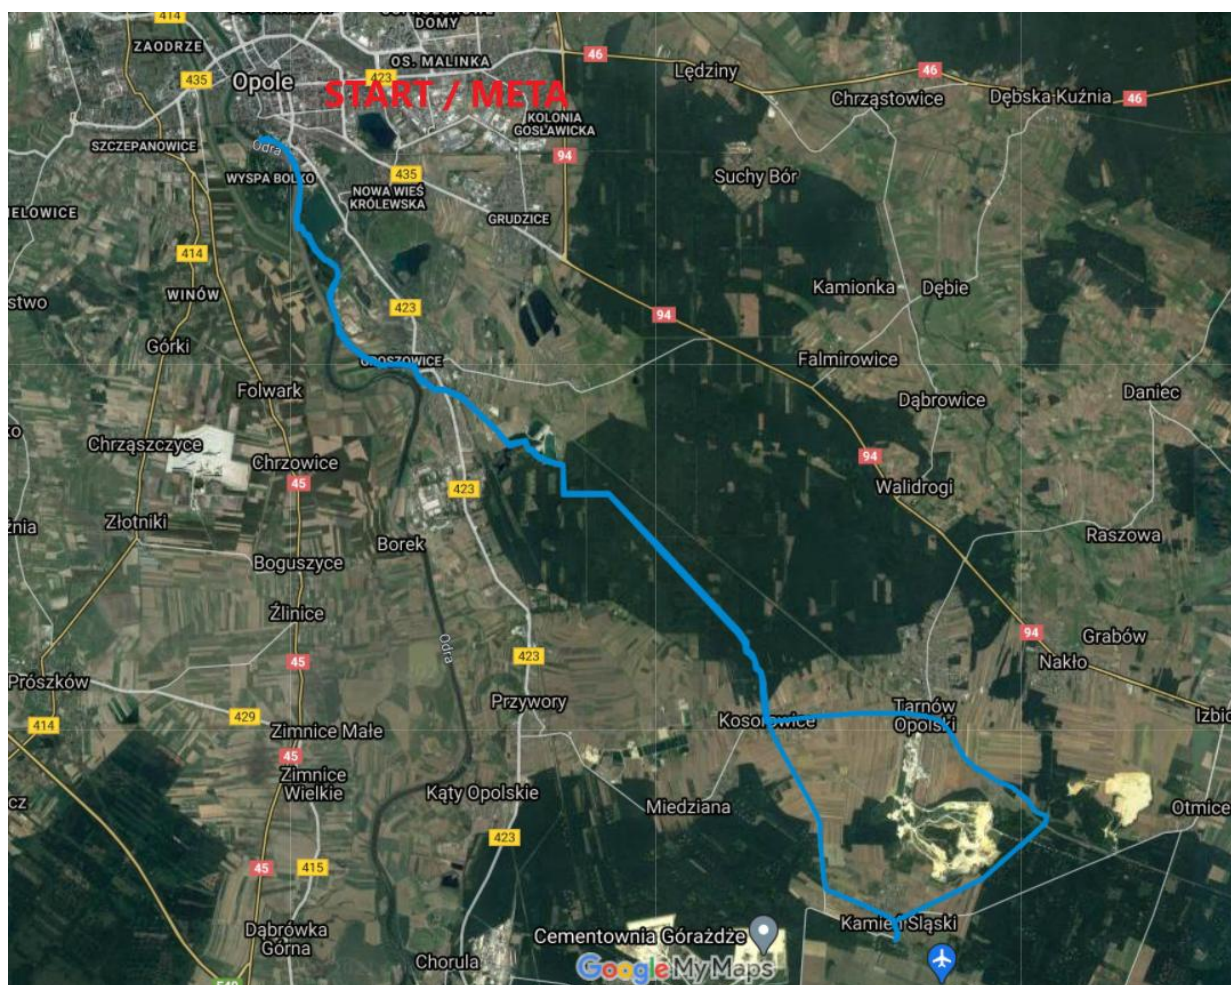 414
DOMY
ZAODRZE
OS. MALINKA
46
Lędziny
46
435
Opole
423
START / META
Chrząstowice
Dębska Kuźnia
46
KOLONIA
GOSŁAWICKA
SZCZEPANOWICE
Odra
94
WYSPA BOLKO
435
Suchy Bór
NOWA WIEŚ
KRÓLEWSKA
GRUDZICE
414
WINÓW
Kamionka
Dębie
423
94
Górki
GROSZOWICE
Falmirowice
Folwark
Dąbrowice
Daniec
Chrząszczyce
Chrzowice
45
94
423
Walidrogi
Złotniki
Borek
Raszowa
Boguszyce
Źlinice
Odra
94
Grabów
45
423
Nakło
Prószków
Przywory
Tarnów
Opolski
429
414
Kosorowice
Zimnice Małe
45
Zimnice
Wielkie
Kąty Opolskie
Miedziana
Otmice
423
45
415
Dąbrówka
Górna
Kamień Śląski
Cementownia Górażdże
Chorula
Google My Maps